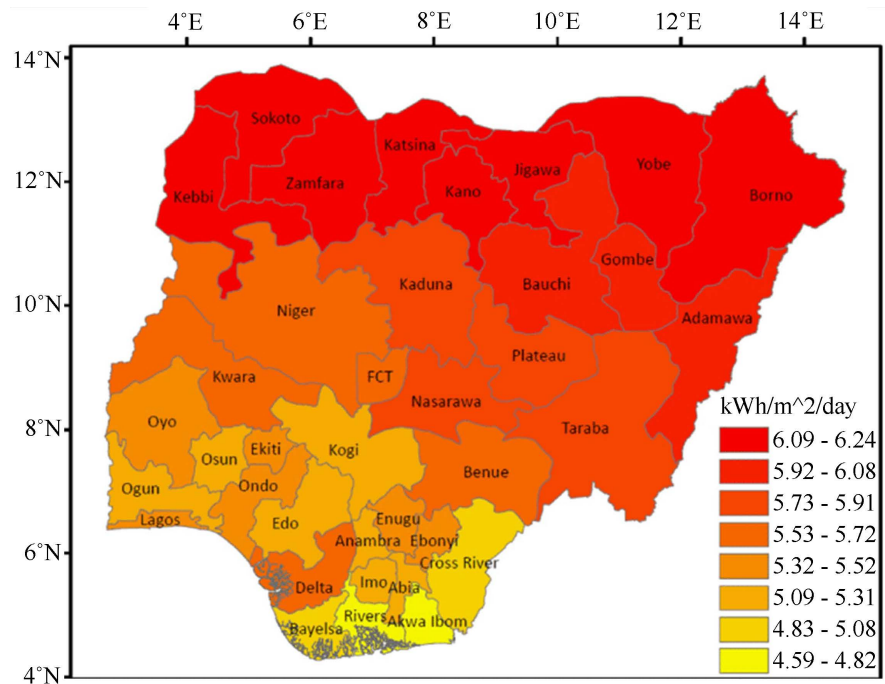 4°E 6°E 8°E 10°E 12°E 14°E
14°N
Sokoto
Katsina
Yobe
Jigawa
12°N
Zamfara
Kano
Kebbi
Borno
Gombe
Kaduna
Bauchi
10°N
Niger
Adamawa
Plateau
Kwara
FCT
Nasarawa
kWh/m^2/day
8°N
Oyo
Taraba
6.09 - 6.24
Ekiti
Kogi
Osun
5.92 - 6.08
Benue
Ogun
Ondo
5.73 - 5.91
Lagos
Edo
Enugu
5.53 - 5.72
Anambra
Ebonyi
6°N
5.32 - 5.52
Cross River
Delta
Imo
Abia
5.09 - 5.31
Rivers
Akwa Ibom
Bayelsa
4.83 - 5.08
4.59 - 4.82
4°N